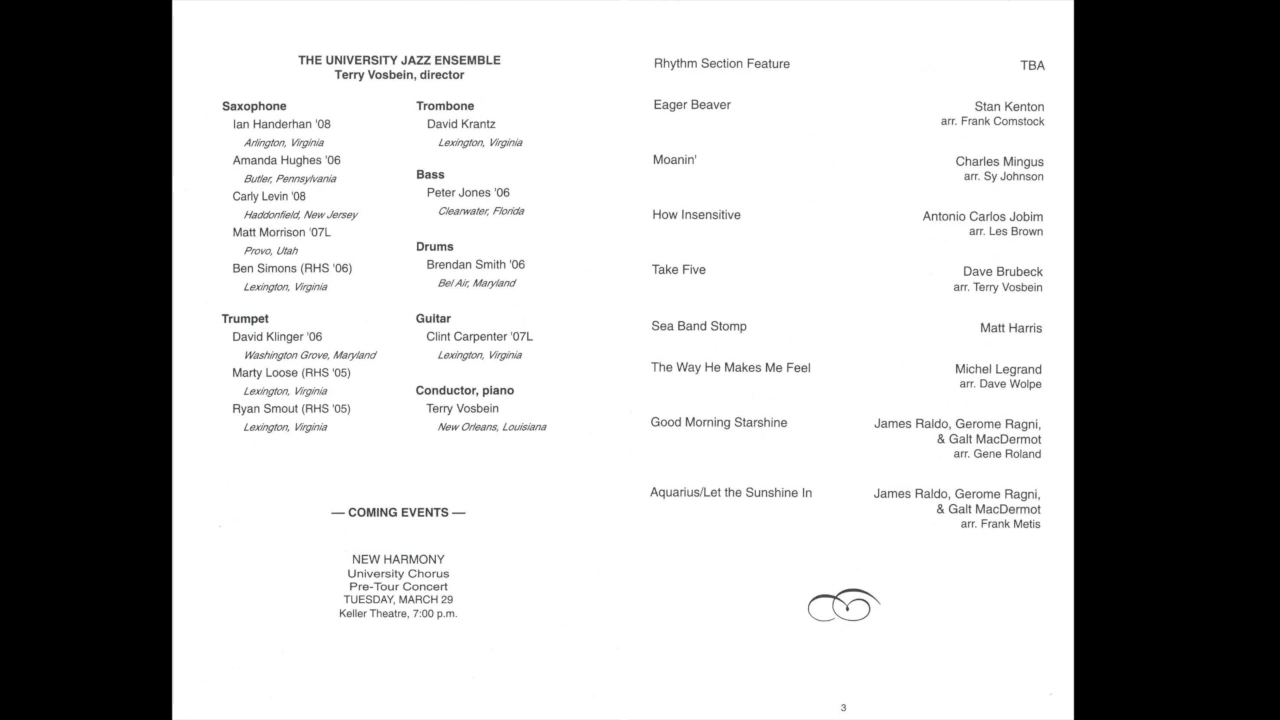 THE UNIVERSITY JAZZ ENSEMBLE
Terry Vosbein, director
Saxophone
Ian Handerhan '08
Arlington, Virginia
Amanda Hughes '06
Butler, Pennsylvania
Carly Levin '08
Haddonfield, New Jersey
Matt Morrison '07L
Provo, Utah
Ben Simons (RHS '06)
Lexington, Virginia
Trumpet
David Klinger '06
Washington Grove, Maryland
Marty Loose (RHS '05)
Lexington, Virginia
Ryan Smout (RHS '05)
Lexington, Virginia
Trombone
David Krantz
Lexington, Virginia
Bass
Peter Jones '06
Clearwater, Florida
Drums
Brendan Smith '06
Bel Air, Maryland
Guitar
Clint Carpenter '07L
Lexington, Virginia
Conductor, piano
Terry Vosbein
New Orleans, Louisiana
— COMING EVENTS —
NEW HARMONY
University Chorus
Pre-Tour Concert
TUESDAY, MARCH 29
Keller Theatre, 7:00 p.m.
Rhythm Section Feature TBA
Eager Beaver Stan Kenton
arr. Frank Comstock
Moanin' Charles Mingus
arr. Sy Johnson
How Insensitive Antonio Carlos Jobim
arr. Les Brown
Take Five Dave Brubeck
arr. Terry Vosbein
Sea Band Stomp Matt Harris
The Way He Makes Me Feel Michel Legrand
arr. Dave Wolpe
Good Morning Starshine James Raldo, Gerome Ragni,
& Galt MacDermot
arr. Gene Roland
Aquarius/Let the Sunshine In James Raldo, Gerome Ragni,
& Galt MacDermot
arr. Frank Metis
3